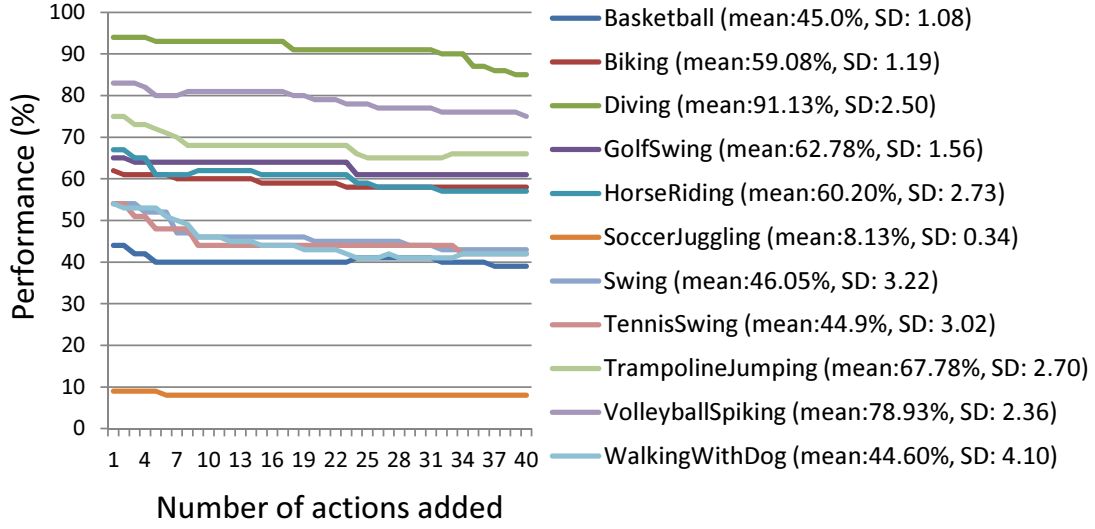 100
90
80
70
60
50
40
30
20
10
0
Performance (%)
1 4 7 10 13 16 19 22 25 28 31 34 37 40
Number of actions added
Basketball (mean:45.0%, SD: 1.08)
Biking (mean:59.08%, SD: 1.19)
Diving (mean:91.13%, SD:2.50)
GolfSwing (mean:62.78%, SD: 1.56)
HorseRiding (mean:60.20%, SD: 2.73)
SoccerJuggling (mean:8.13%, SD: 0.34)
Swing (mean:46.05%, SD: 3.22)
TennisSwing (mean:44.9%, SD: 3.02)
TrampolineJumping (mean:67.78%, SD: 2.70)
VolleyballSpiking (mean:78.93%, SD: 2.36)
WalkingWithDog (mean:44.60%, SD: 4.10)